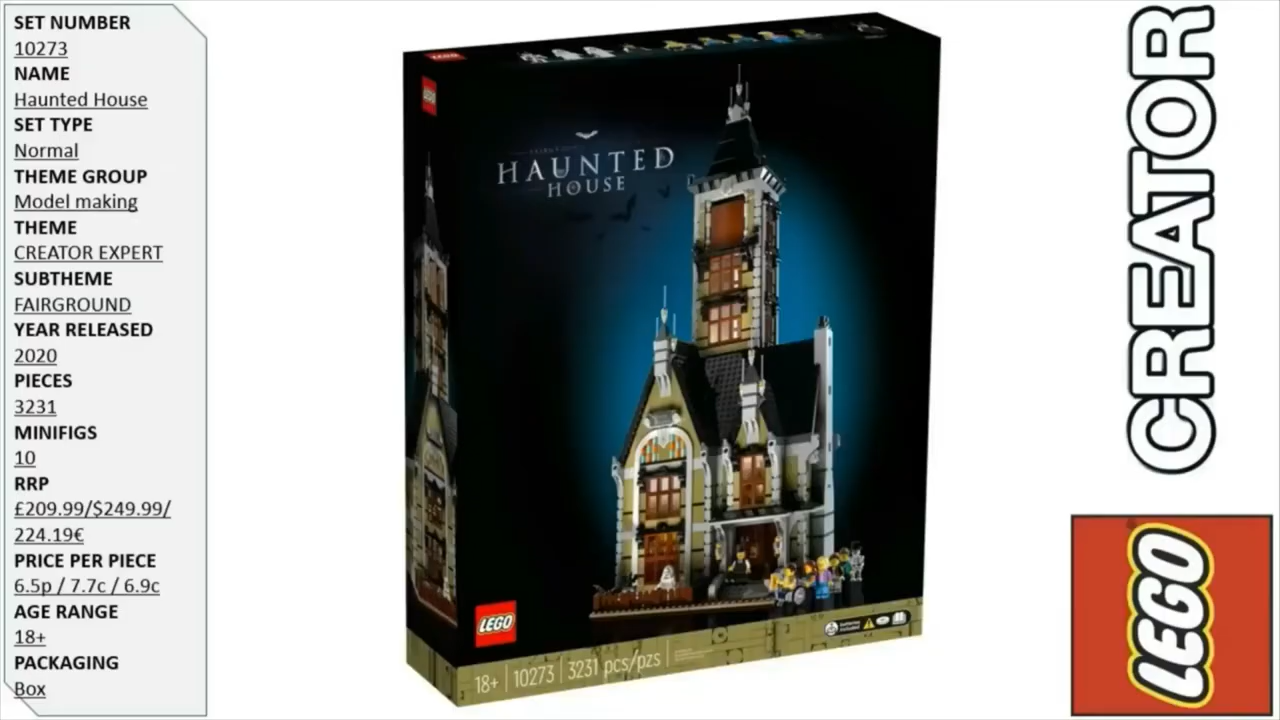 SET NUMBER
10273
NAME
Haunted House
SET TYPE
Normal
THEME GROUP
Model making
THEME
CREATOR EXPERT
SUBTHEME
FAIRGROUND
YEAR RELEASED
2020
PIECES
3231
MINIFIGS
10
RRP
£209.99/$249.99/
224.19€
PRICE PER PIECE
6.5p / 7.7c / 6.9c
AGE RANGE
18+
PACKAGING
Box
LEGO
LEGO
HAUNTED
HOUSE
LEGO
18+ 10273 3231 pcs/pzs
CREATOR
LEGO